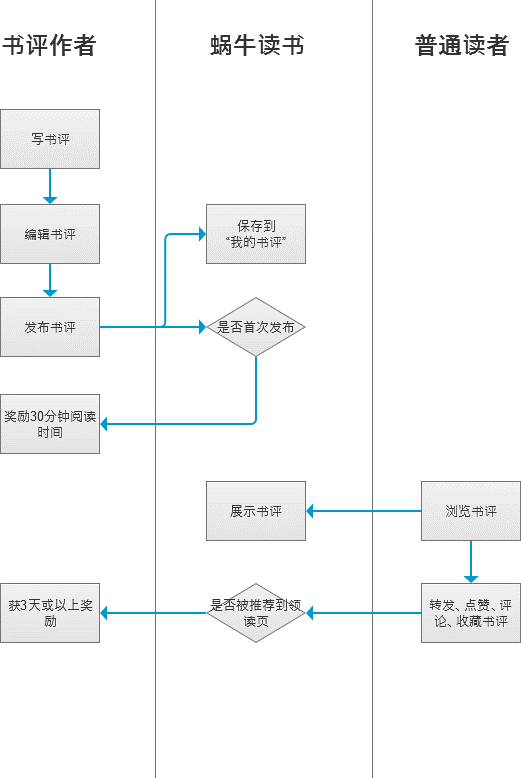 书评作者
蜗牛读书
普通读者
写书评
编辑书评
保存到
“我的书评”
发布书评
是否首次发布
奖励30分钟阅读
时间
展示书评
浏览书评
获3天或以上奖
励
是否被推荐到领
读页
转发、点赞、评
论、收藏书评